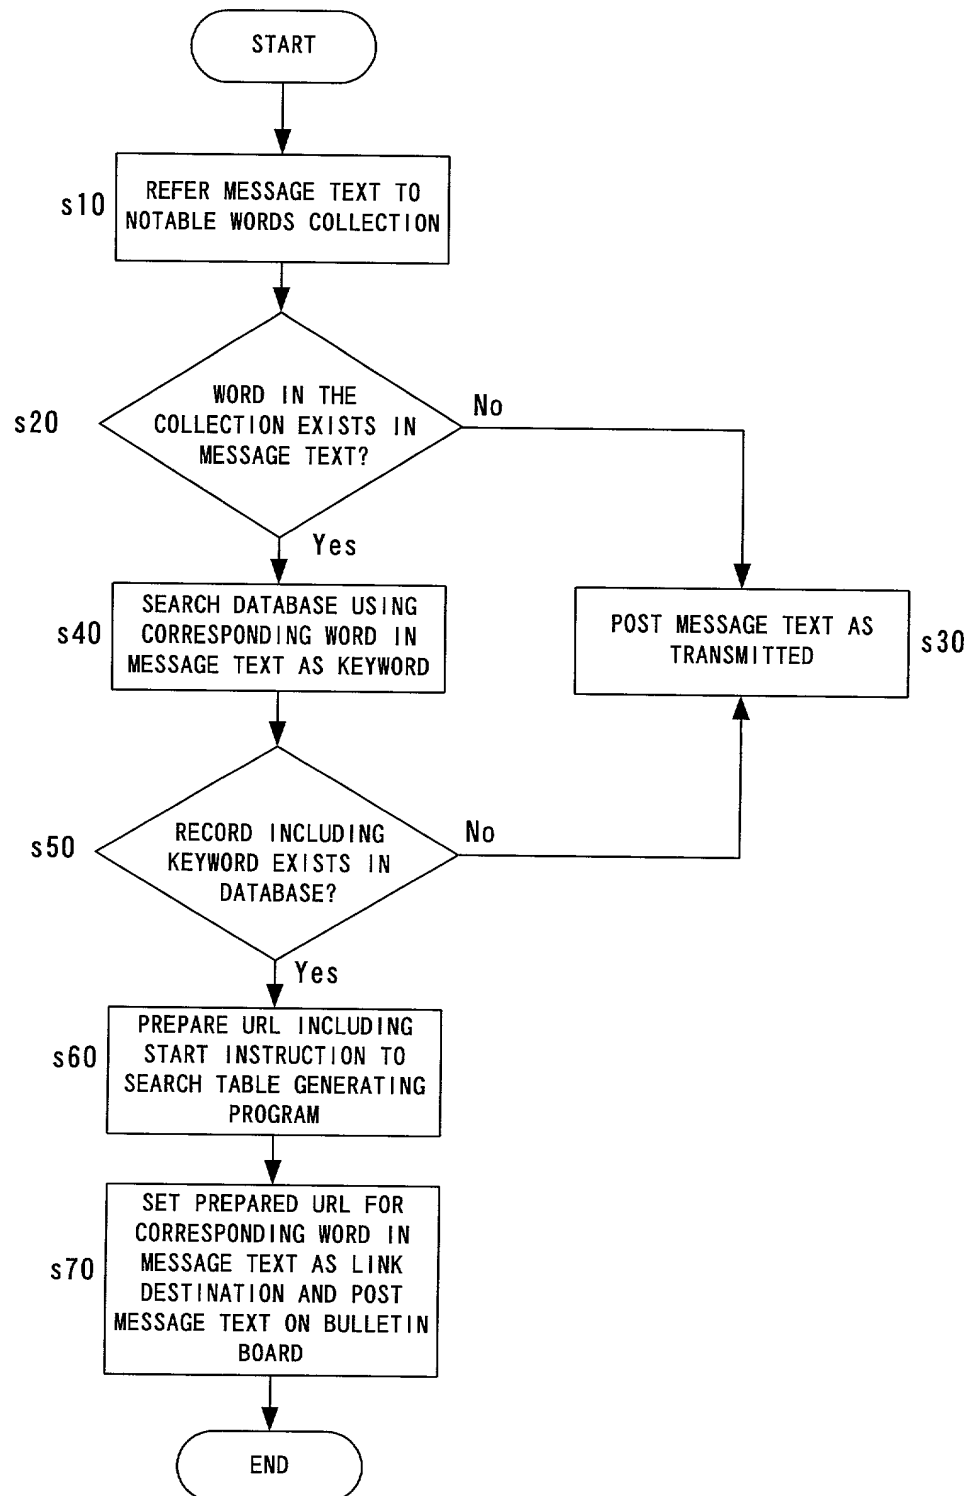 START
s10
REFER MESSAGE TEXT TO
NOTABLE WORDS COLLECTION
s20
WORD IN THE
COLLECTION EXISTS IN
MESSAGE TEXT?
No
Yes
s40
SEARCH DATABASE USING
CORRESPONDING WORD IN
MESSAGE TEXT AS KEYWORD
POST MESSAGE TEXT AS
TRANSMITTED
s30
s50
RECORD INCLUDING
KEYWORD EXISTS IN
DATABASE?
No
Yes
s60
PREPARE URL INCLUDING
START INSTRUCTION TO
SEARCH TABLE GENERATING
PROGRAM
s70
SET PREPARED URL FOR
CORRESPONDING WORD IN
MESSAGE TEXT AS LINK
DESTINATION AND POST
MESSAGE TEXT ON BULLETIN
BOARD
END